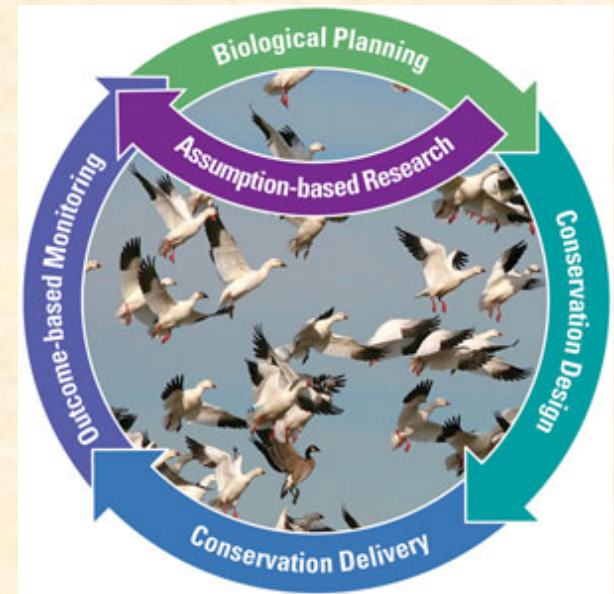 Biological Planning
Assumption-based Research
Conservation Design
Conservation Delivery
Outcome-based Monitoring